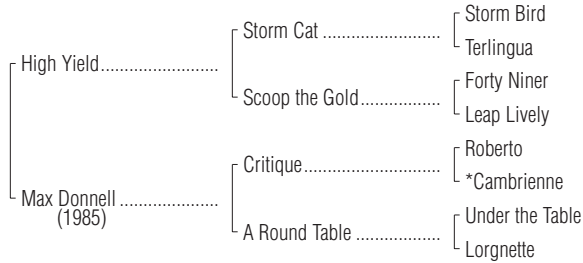 Storm Bird
Storm Cat ........................
Terlingua
High Yield........................
Forty Niner
Scoop the Gold................
Leap Lively
Roberto
Critique...........................
*Cambrienne
Max Donnell ....................
(1985)
Under the Table
A Round Table .................
Lorgnette